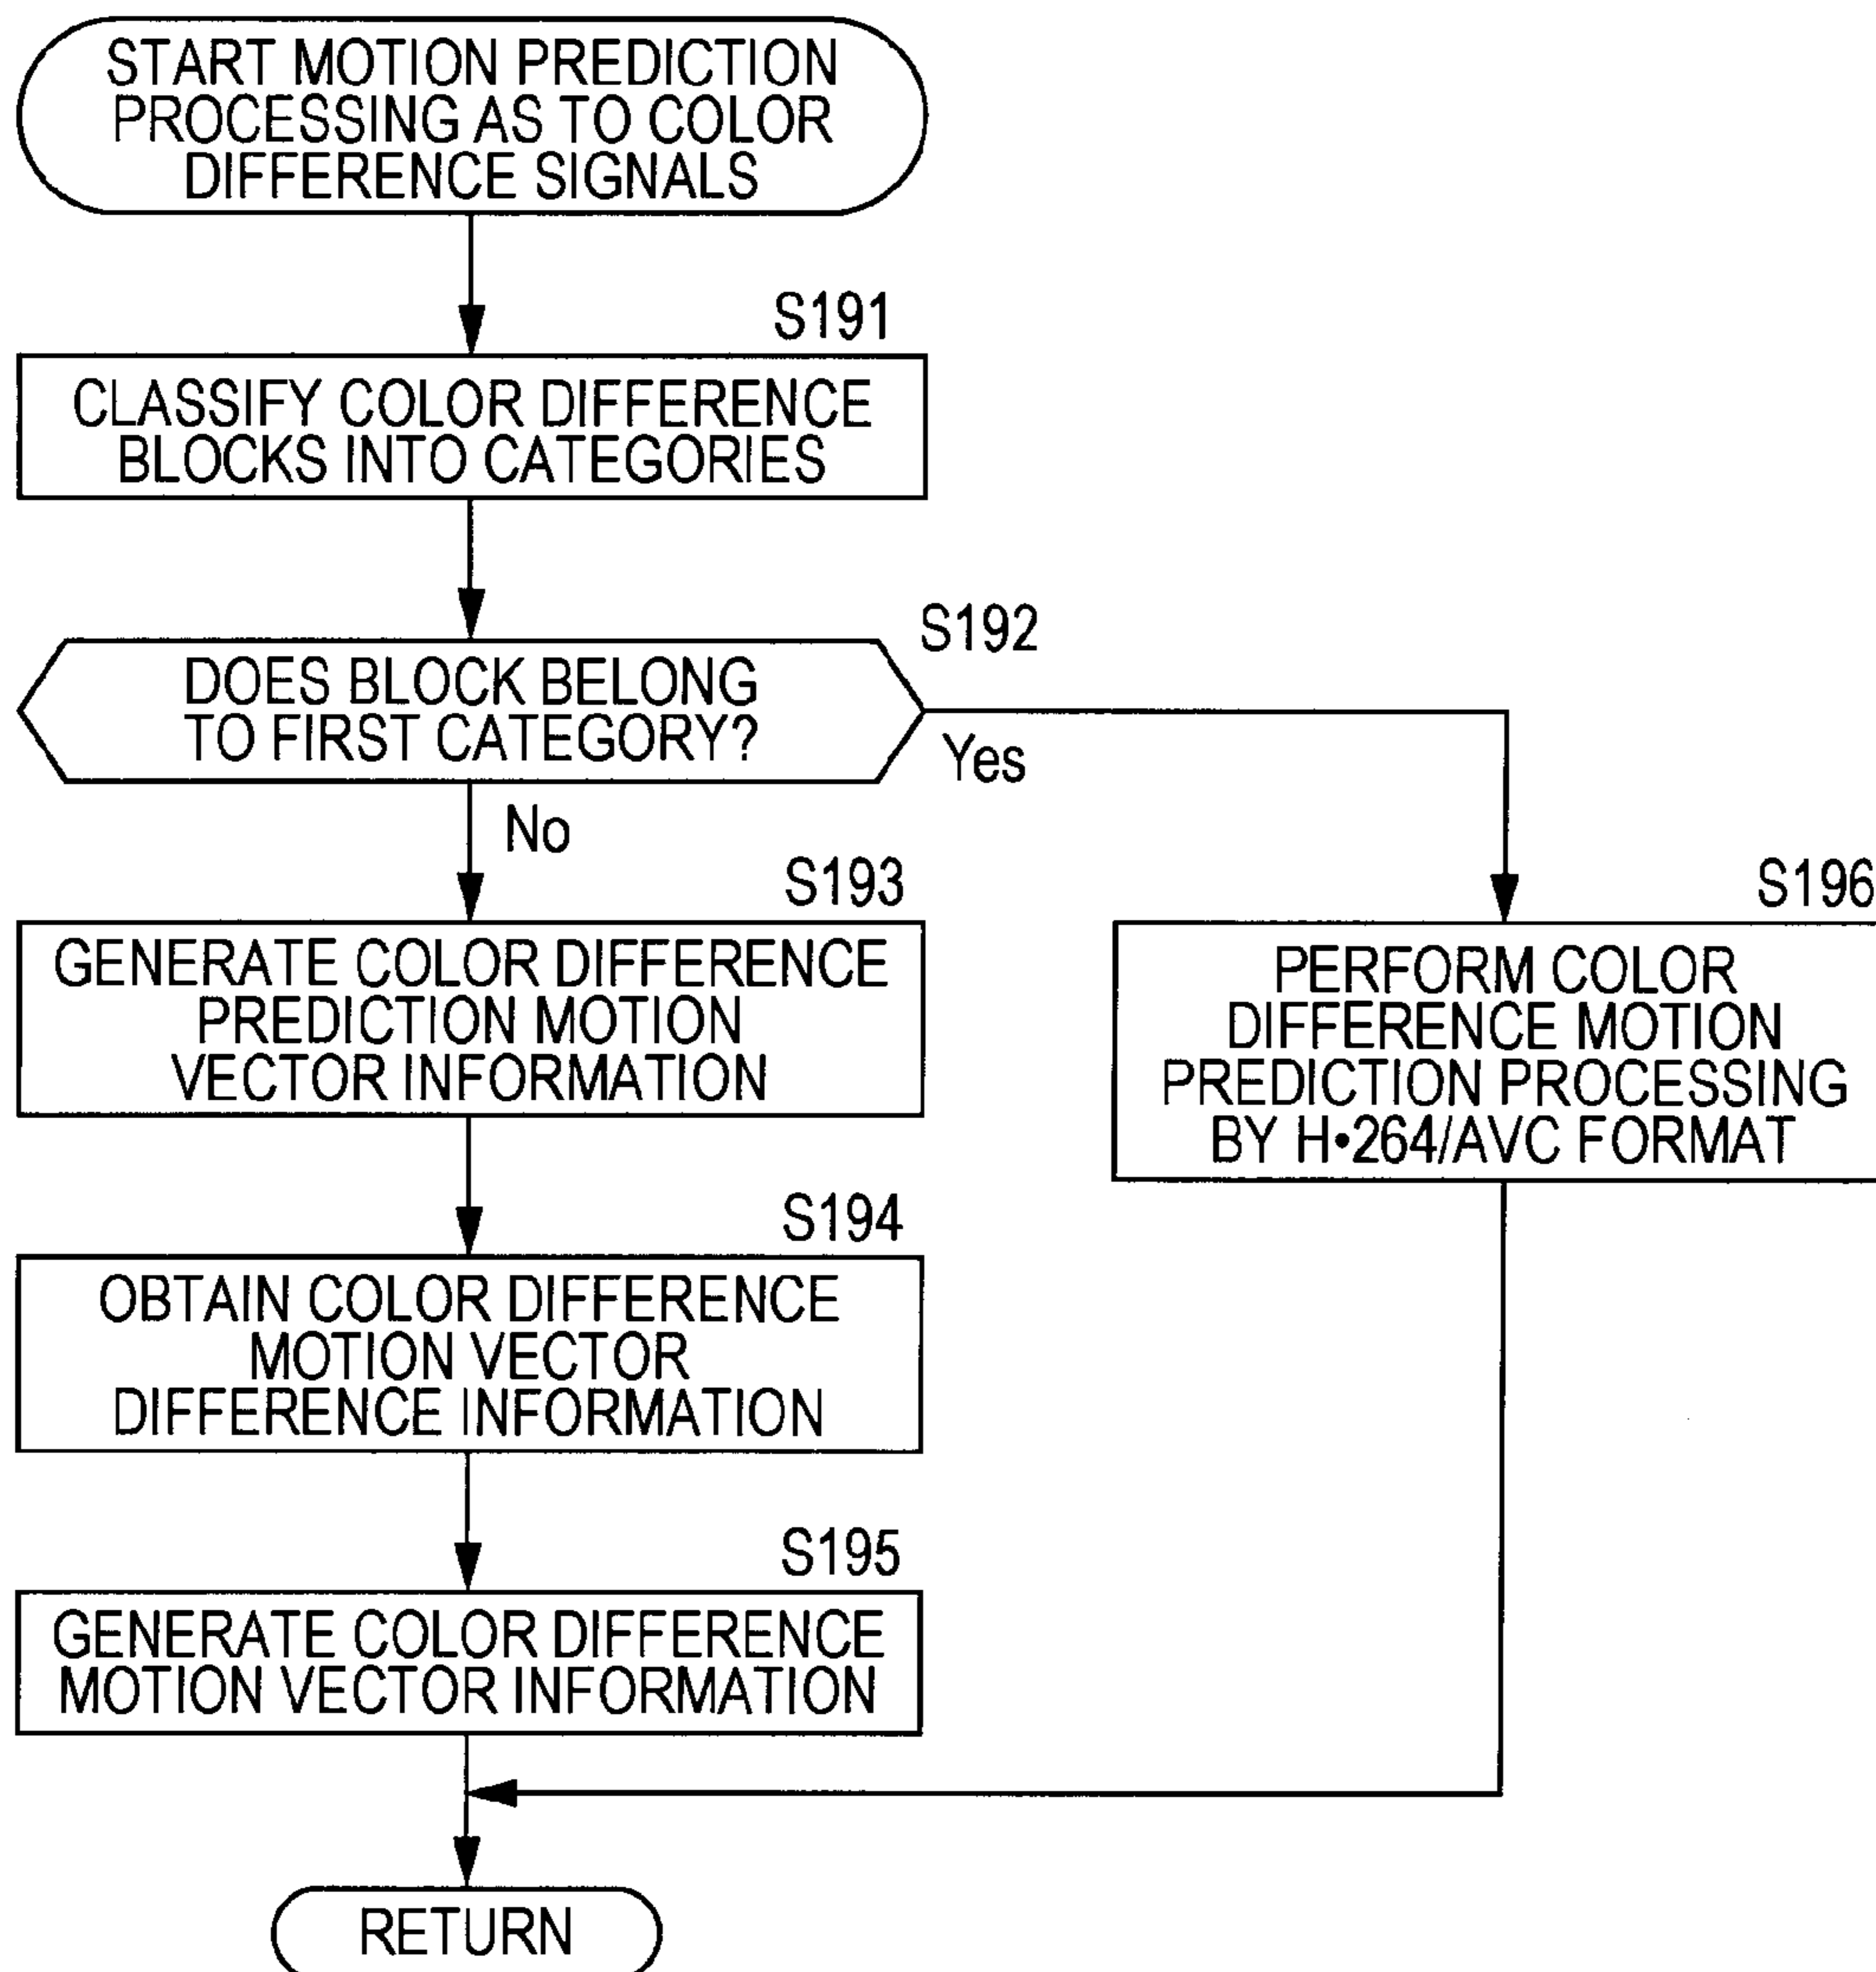 START MOTION PREDICTION
PROCESSING AS TO COLOR
DIFFERENCE SIGNALS
S191
CLASSIFY COLOR DIFFERENCE
BLOCKS INTO CATEGORIES
S192
DOES BLOCK BELONG
TO FIRST CATEGORY?
Yes
No
S193
GENERATE COLOR DIFFERENCE
PREDICTION MOTION
VECTOR INFORMATION
S196
PERFORM COLOR
DIFFERENCE MOTION
PREDICTION PROCESSING
BY H•264/AVC FORMAT
S194
OBTAIN COLOR DIFFERENCE
MOTION VECTOR
DIFFERENCE INFORMATION
S195
GENERATE COLOR DIFFERENCE
MOTION VECTOR INFORMATION
RETURN